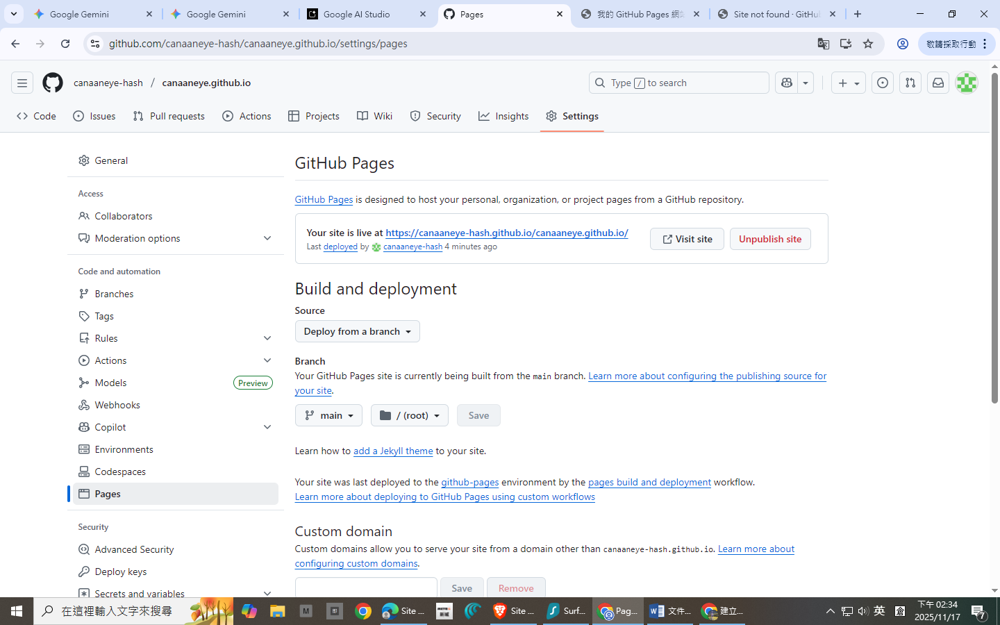 Google Gemini
Google Gemini
Google AI Studio
Pages
我的 GitHub Pages 網
Site not found · GitHub
github.com/canaaneye-hash/canaaneye.github.io/settings/pages
敬請採取行動
canaaneye-hash / canaaneye.github.io
Type / to search
Code
Issues
Pull requests
Actions
Projects
Wiki
Security
Insights
Settings
General
Access
Collaborators
Moderation options
Code and automation
Branches
Tags
Rules
Actions
Models Preview
Webhooks
Copilot
Environments
Codespaces
Pages
Security
Advanced Security
Deploy keys
Secrets and variables
GitHub Pages
GitHub Pages is designed to host your personal, organization, or project pages from a GitHub repository.
Your site is live at https://canaaneye-hash.github.io/canaaneye.github.io/
Last deployed by canaaneye-hash 4 minutes ago
Visit site
Unpublish site
Build and deployment
Source
Deploy from a branch
Branch
Your GitHub Pages site is currently being built from the main branch. Learn more about configuring the publishing source for
your site.
main
/ (root)
Save
Learn how to add a Jekyll theme to your site.
Your site was last deployed to the github-pages environment by the pages build and deployment workflow.
Learn more about deploying to GitHub Pages using custom workflows
Custom domain
Custom domains allow you to serve your site from a domain other than canaaneye-hash.github.io. Learn more about
configuring custom domains.
Save
Remove
在這裡輸入文字來搜尋
Site ...
Site ...
Surf...
Pag...
文件...
建立...
英
倉
下午 02:34
2025/11/17
7